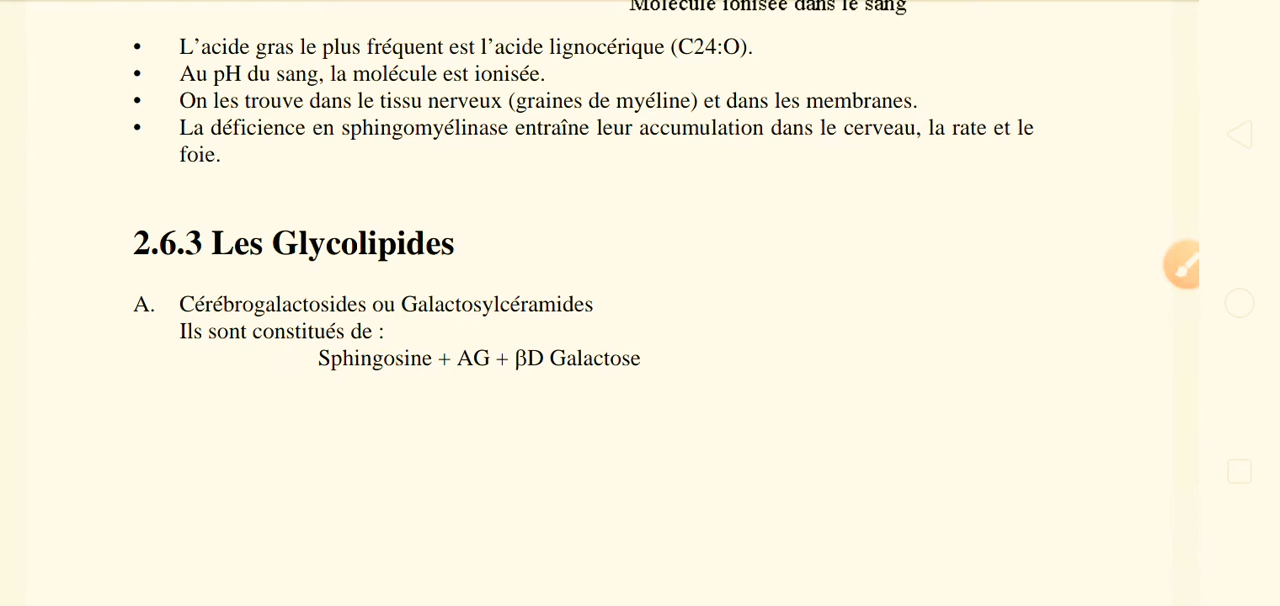 Molécule ionisée dans le sang
• L’acide gras le plus fréquent est l’acide lignocérique (C24:O).
• Au pH du sang, la molécule est ionisée.
• On les trouve dans le tissu nerveux (graines de myéline) et dans les membranes.
• La déficience en sphingomyélinase entraîne leur accumulation dans le cerveau, la rate et le
foie.
2.6.3 Les Glycolipides
A. Cérébrogalactosides ou Galactosylcéramides
Ils sont constitués de :
Sphingosine + AG + βD Galactose